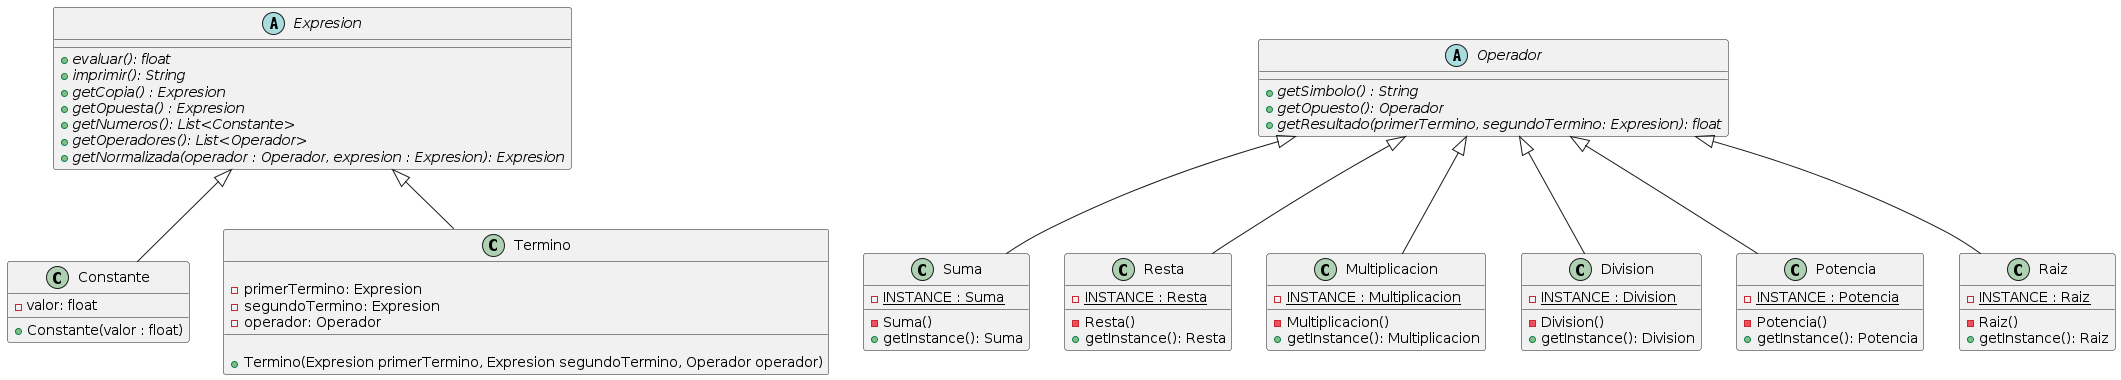 A Expresion
evaluar(): float
imprimir(): String
getCopia() : Expresion
getOpuesta() : Expresion
getNumeros(): List<Constante>
getOperadores(): List<Operador>
getNormalizada(operador : Operador, expresion : Expresion): Expresion
A Operador
getSimbolo() : String
getOpuesto(): Operador
getResultado(primerTermino, segundoTermino: Expresion): float
C Constante
valor: float
Constante(valor : float)
C Termino
primerTermino: Expresion
segundoTermino: Expresion
operador: Operador
Termino(Expresion primerTermino, Expresion segundoTermino, Operador operador)
C Suma
INSTANCE : Suma
Suma()
getInstance(): Suma
C Resta
INSTANCE : Resta
Resta()
getInstance(): Resta
C Multiplicacion
INSTANCE : Multiplicacion
Multiplicacion()
getInstance(): Multiplicacion
C Division
INSTANCE : Division
Division()
getInstance(): Division
C Potencia
INSTANCE : Potencia
Potencia()
getInstance(): Potencia
C Raiz
INSTANCE : Raiz
Raiz()
getInstance(): Raiz